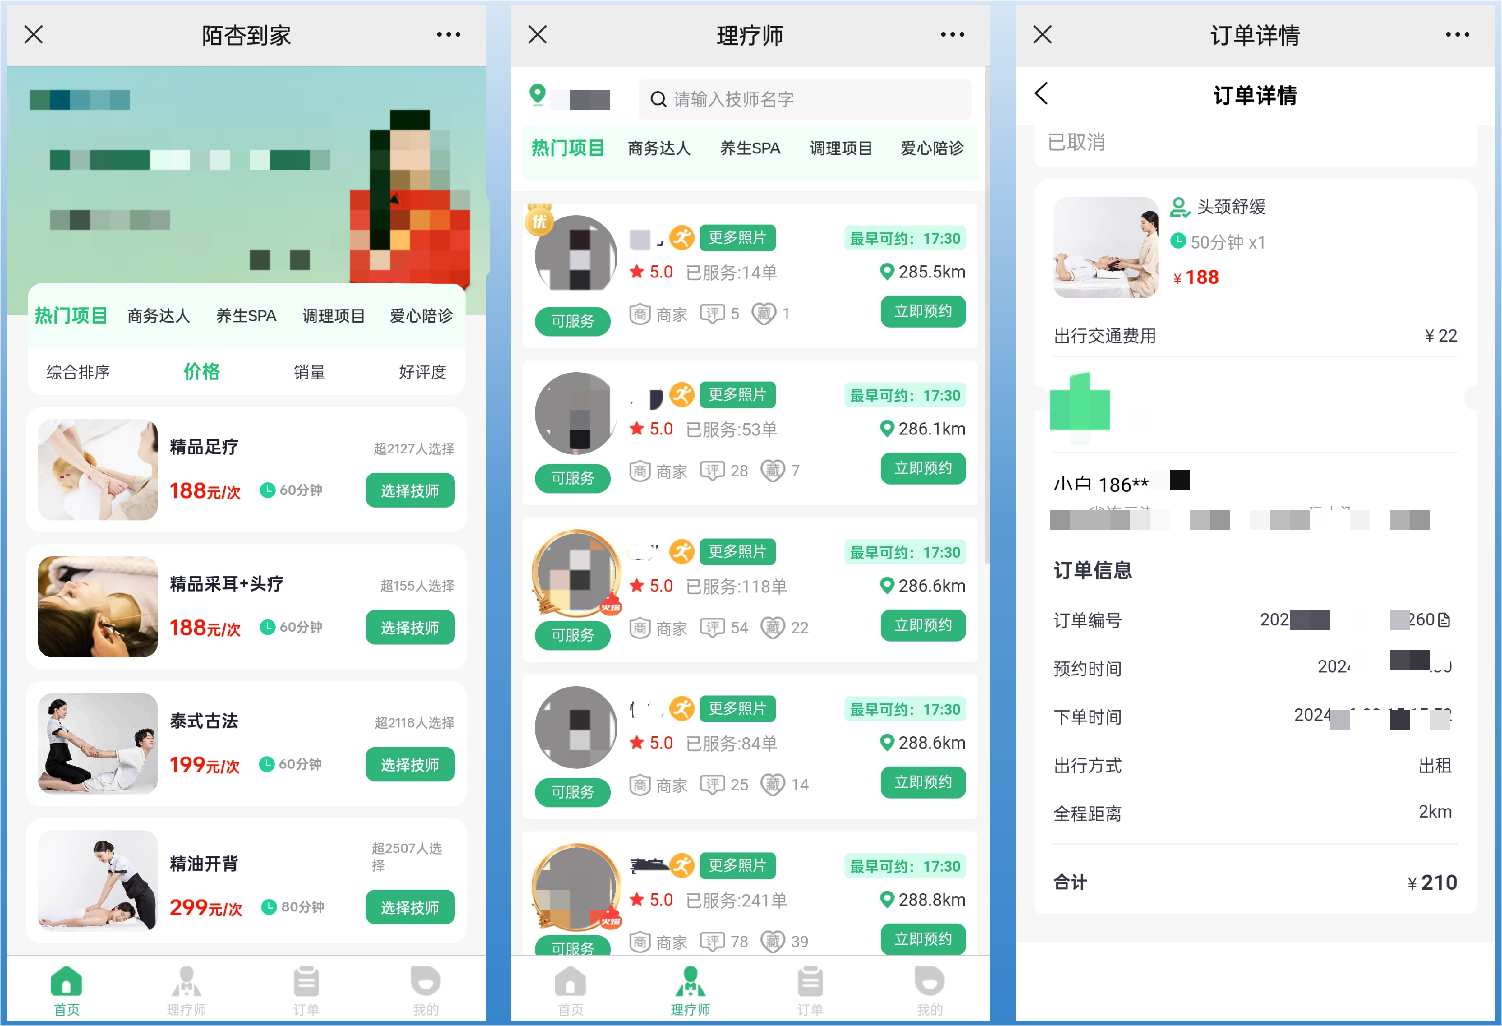 陌杏到家
热门项目 商务达人 养生SPA 调理项目 爱心陪诊
综合排序 价格 销量 好评度
精品足疗
超2127人选择
188元/次 60分钟 选择技师
精品采耳+头疗
超155人选择
188元/次 60分钟 选择技师
泰式古法
超2118人选择
199元/次 60分钟 选择技师
精油开背
超2507人选
择
299元/次 80分钟 选择技师
首页 理疗师 订单 我的
理疗师
请输入技师名字
热门项目 商务达人 养生SPA 调理项目 爱心陪诊
优
更多照片 最早可约：17:30
5.0 已服务:14单 285.5km
可服务 商 商家 评 5 藏 1 立即预约
更多照片 最早可约：17:30
5.0 已服务:53单 286.1km
可服务 商 商家 评 28 藏 7 立即预约
更多照片 最早可约：17:30
5.0 已服务:118单 286.6km
火爆
可服务 商 商家 评 54 藏 22 立即预约
更多照片 最早可约：17:30
5.0 已服务:84单 288.6km
可服务 商 商家 评 25 藏 14 立即预约
更多照片 最早可约：17:30
5.0 已服务:241单 288.8km
火爆
可服务 商 商家 评 78 藏 39 立即预约
首页 理疗师 订单 我的
订单详情
订单详情
已取消
头颈舒缓
50分钟 x1
¥188
出行交通费用 ¥22
小白 186**
订单信息
订单编号 202 260
预约时间 202
下单时间 2024
出行方式 出租
全程距离 2km
合计 ¥210